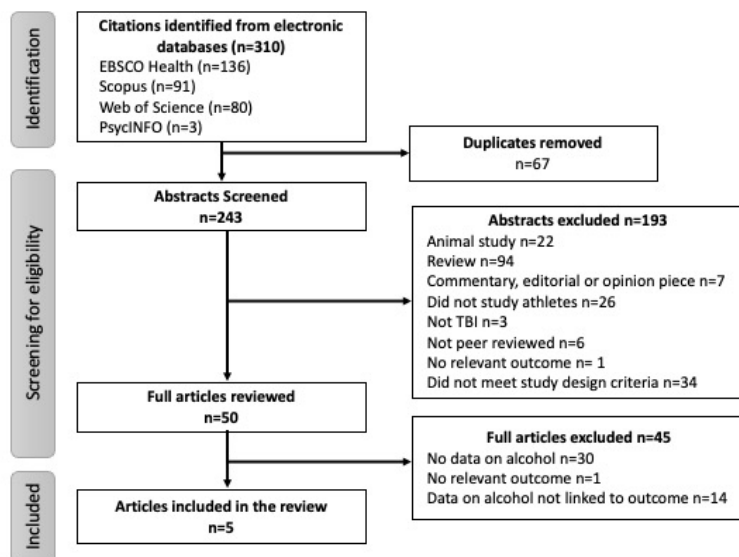 Identification
Citations identified from electronic
databases (n=310)
EBSCO Health (n=136)
Scopus (n=91)
Web of Science (n=80)
PsycINFO (n=3)
Duplicates removed
n=67
Screening for eligibility
Abstracts Screened
n=243
Abstracts excluded n=193
Animal study n=22
Review n=94
Commentary, editorial or opinion piece n=7
Did not study athletes n=26
Not TBI n=3
Not peer reviewed n=6
No relevant outcome n= 1
Did not meet study design criteria n=34
Full articles reviewed
n=50
Full articles excluded n=45
No data on alcohol n=30
No relevant outcome n=1
Data on alcohol not linked to outcome n=14
Included
Articles included in the review
n=5